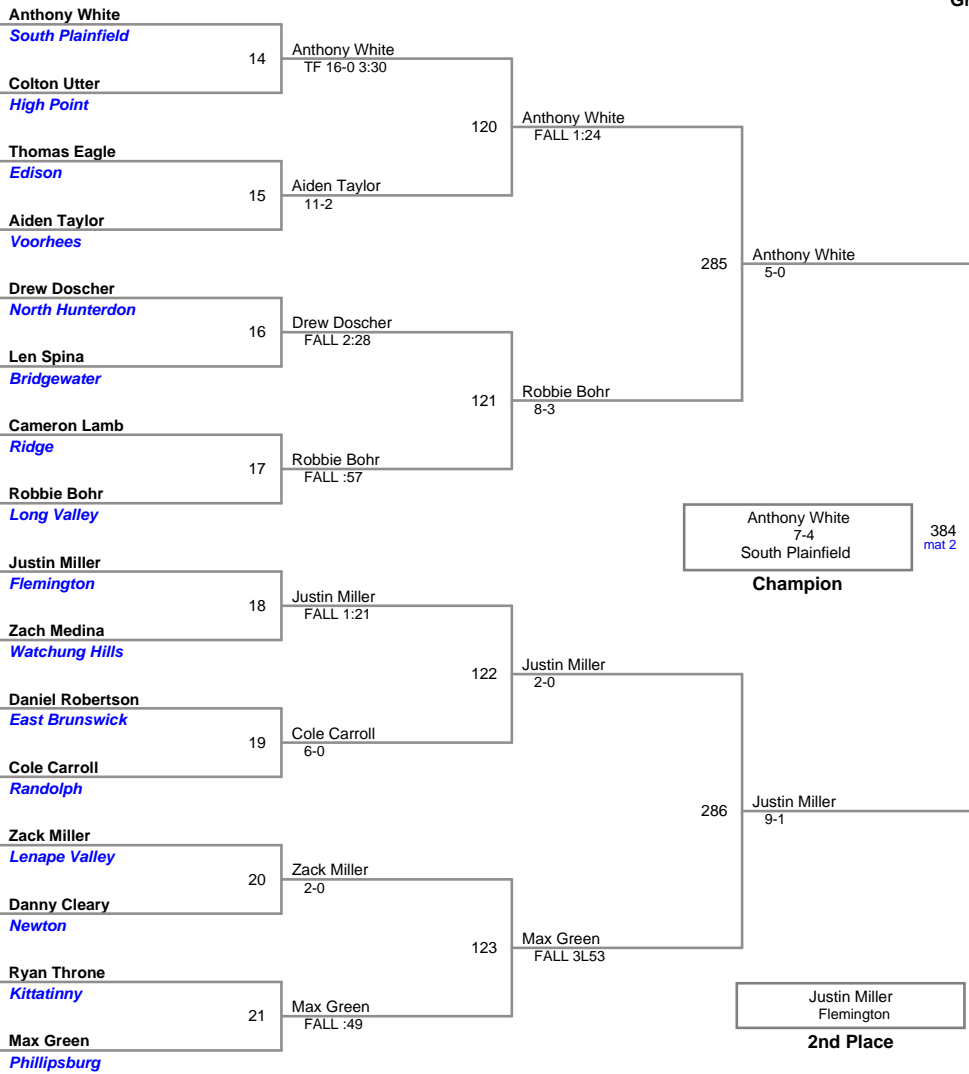 Gr
Anthony White
South Plainfield
14
Anthony White
TF 16-0 3:30
Colton Utter
High Point
120
Anthony White
FALL 1:24
Thomas Eagle
Edison
15
Aiden Taylor
11-2
Aiden Taylor
Voorhees
285
Anthony White
5-0
Drew Doscher
North Hunterdon
16
Drew Doscher
FALL 2:28
Len Spina
Bridgewater
121
Robbie Bohr
8-3
Cameron Lamb
Ridge
17
Robbie Bohr
FALL :57
Robbie Bohr
Long Valley
Anthony White
7-4
South Plainfield
384
mat 2
Champion
Justin Miller
Flemington
18
Justin Miller
FALL 1:21
Zach Medina
Watchung Hills
122
Justin Miller
2-0
Daniel Robertson
East Brunswick
19
Cole Carroll
6-0
Cole Carroll
Randolph
286
Justin Miller
9-1
Zack Miller
Lenape Valley
20
Zack Miller
2-0
Danny Cleary
Newton
123
Max Green
FALL 3L53
Ryan Throne
Kittatinny
21
Max Green
FALL :49
Max Green
Phillipsburg
Justin Miller
Flemington
2nd Place